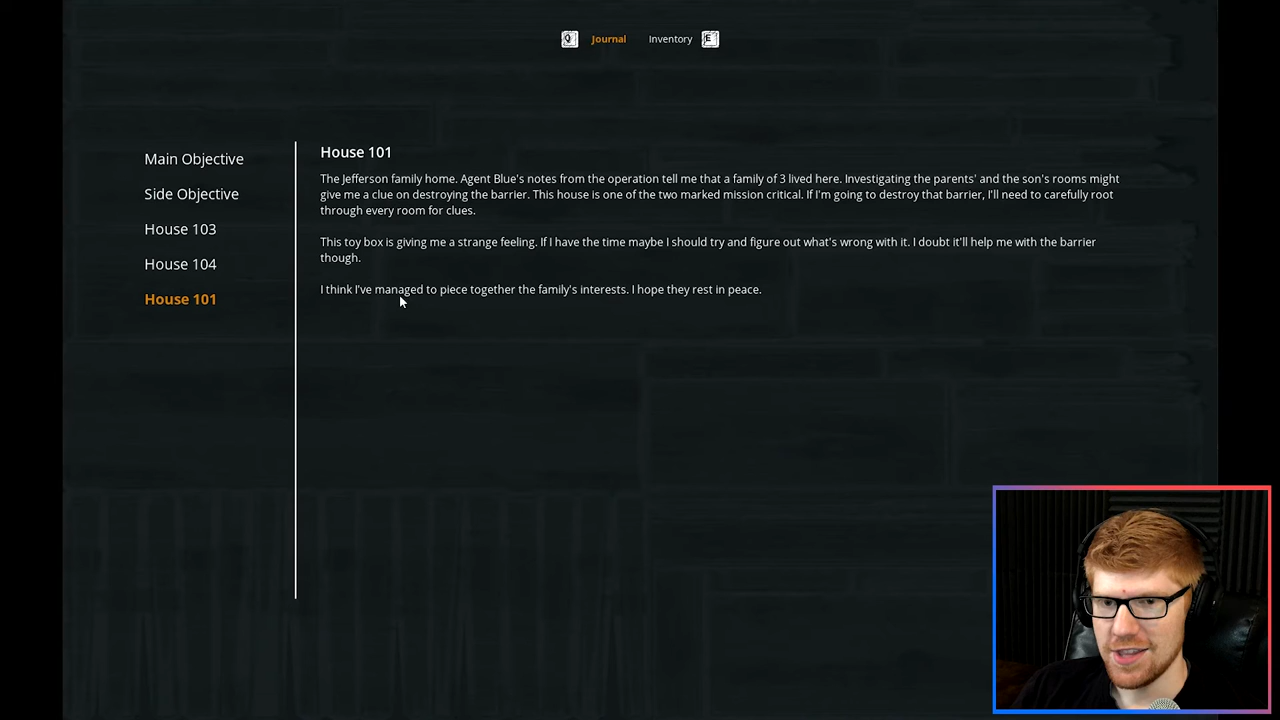 Q Journal Inventory E
Main Objective
Side Objective
House 103
House 104
House 101
House 101
The Jefferson family home. Agent Blue's notes from the operation tell me that a family of 3 lived here. Investigating the parents' and the son's rooms might
give me a clue on destroying the barrier. This house is one of the two marked mission critical. If I'm going to destroy that barrier, I'll need to carefully root
through every room for clues.
This toy box is giving me a strange feeling. If I have the time maybe I should try and figure out what's wrong with it. I doubt it'll help me with the barrier
though.
I think I've managed to piece together the family's interests. I hope they rest in peace.